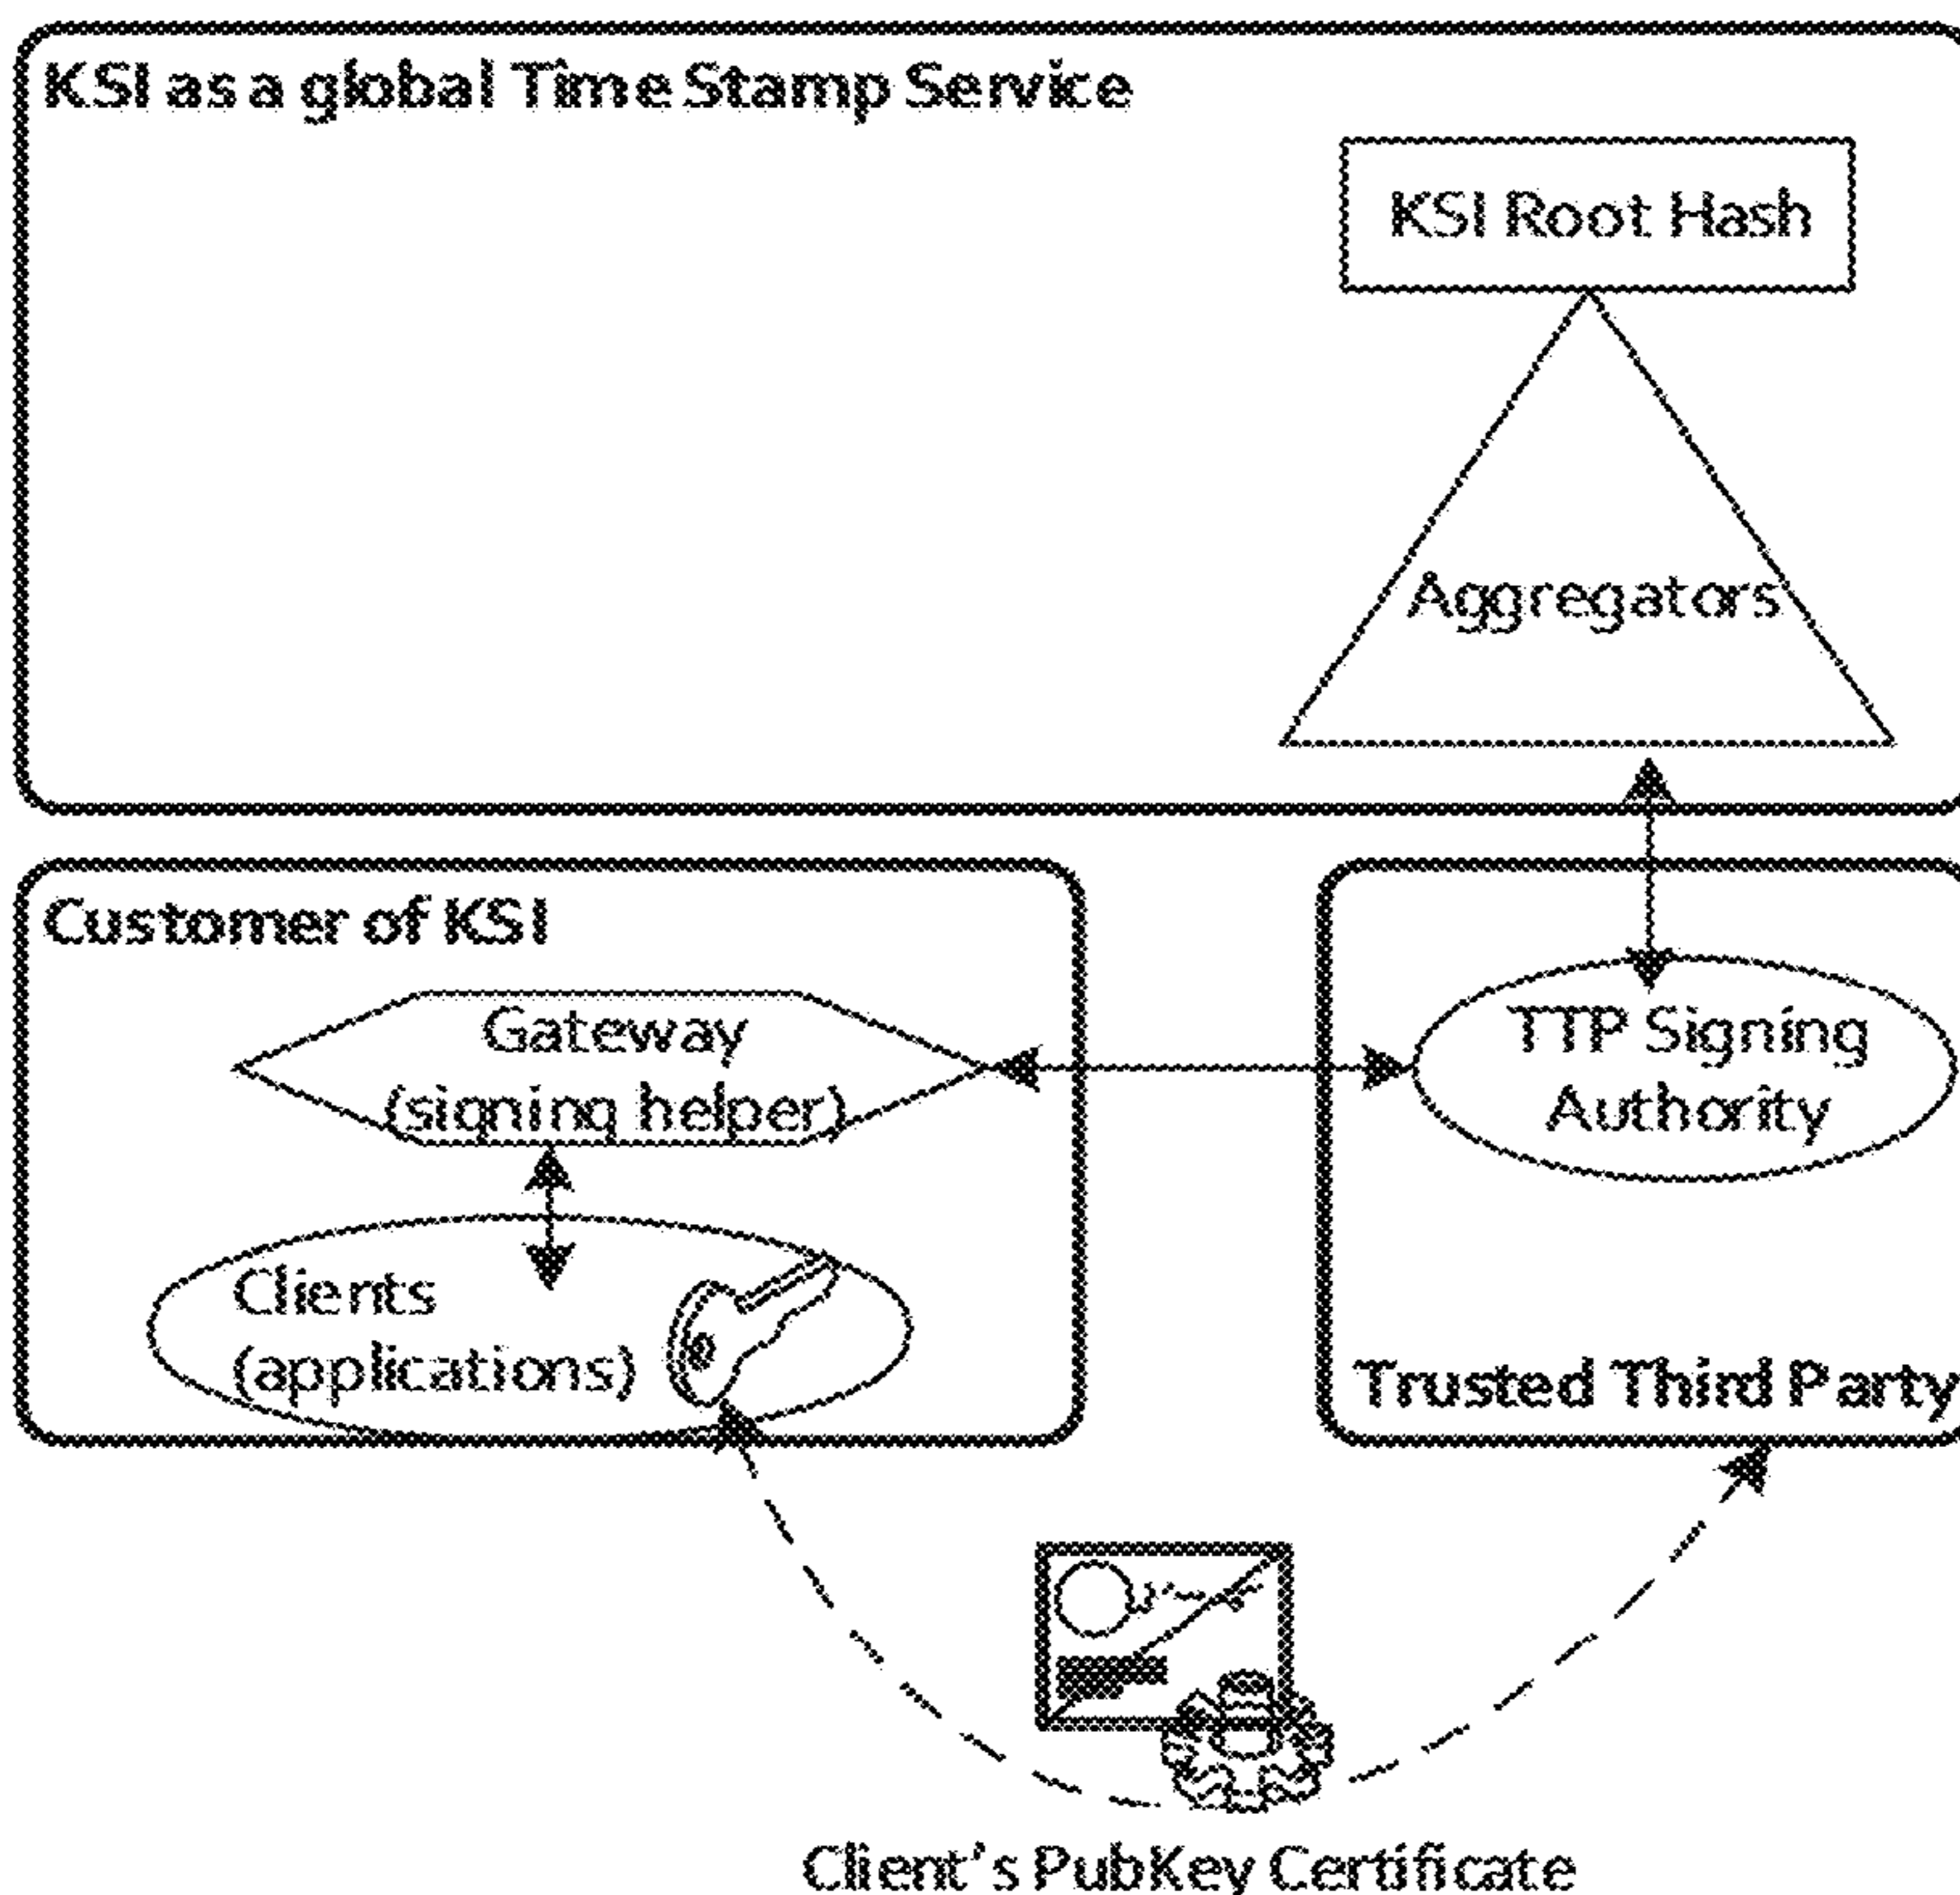 KSI as a global Time Stamp Service
KSI Root Hash
Aggregators
Customer of KSI
Gateway
(signing helper)
TTP Signing
Authority
Clients
(applications)
Trusted Third Party
Client's PubKey Certificate